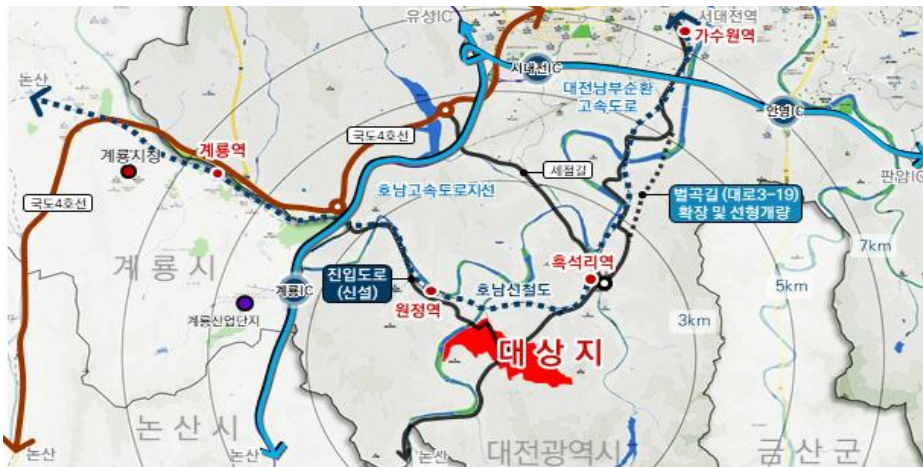 유성IC
서대전역
가수원역
논산
서대전IC
대전남부순환
고속도로
안영IC
판암IC
국도4호선
계룡역
계룡시청
세점길
국도4호선
호남고속도로지선
벌곡길 (대로3-19)
확장 및 선형개량
7km
계룡시
진입도로
(신설)
흑석리역
계룡IC
호남선철도
5km
원정역
계룡산업단지
3km
대상지
논산시
논산
논산
논산
대전광역시
금산군